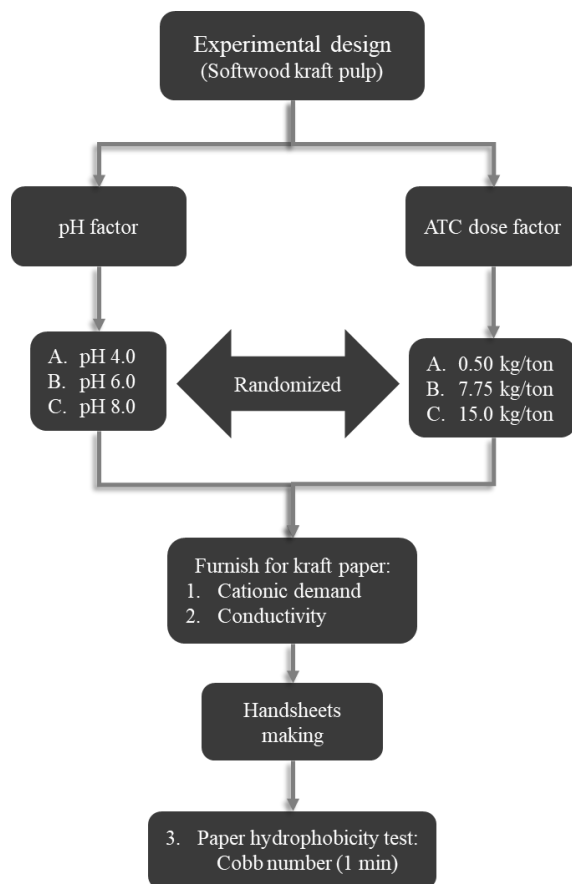 Experimental design
(Softwood kraft pulp)
pH factor
ATC dose factor
A. pH 4.0
B. pH 6.0
C. pH 8.0
Randomized
A. 0.50 kg/ton
B. 7.75 kg/ton
C. 15.0 kg/ton
Furnish for kraft paper:
1. Cationic demand
2. Conductivity
Handsheets
making
3. Paper hydrophobicity test:
Cobb number (1 min)